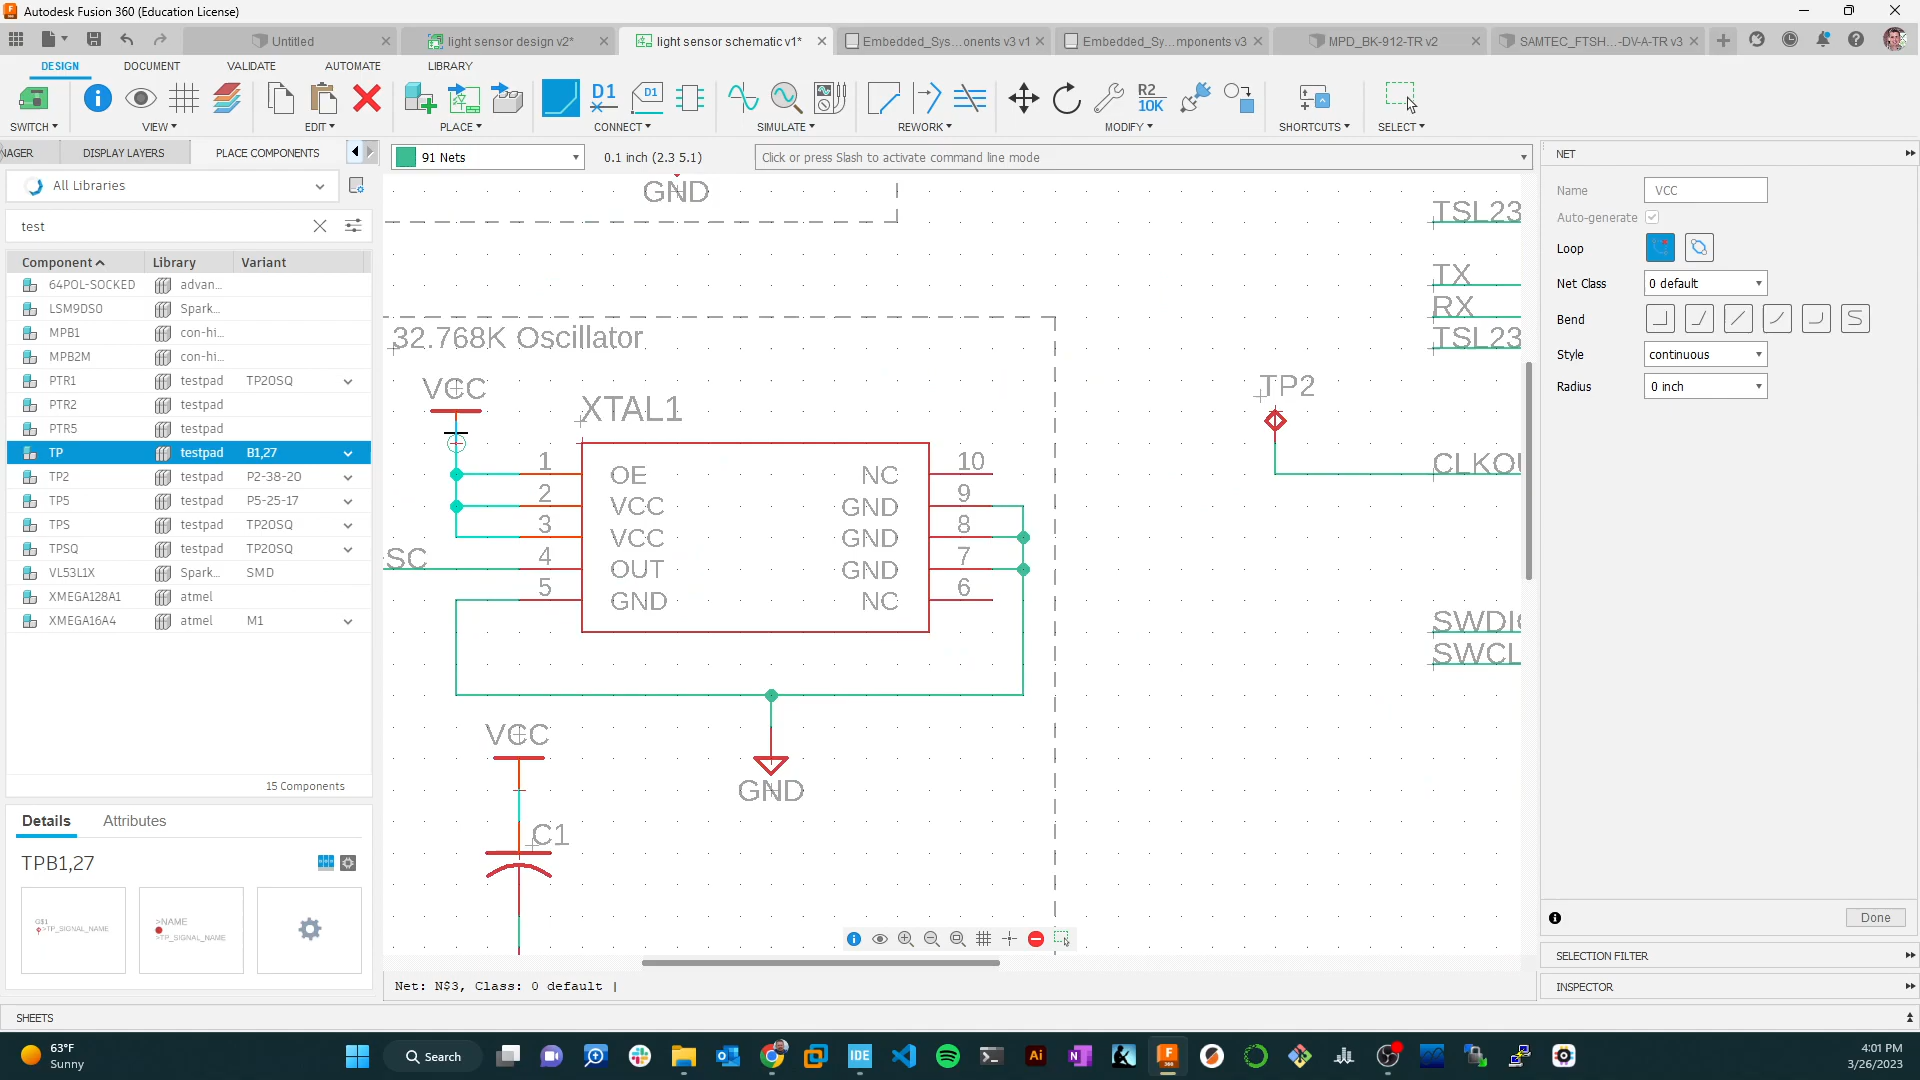 Autodesk Fusion 360 (Education License)
Untitled
light sensor design v2*
light sensor schematic v1*
Embedded_Sys...onents v3 v1
Embedded_Sy...mponents v3
MPD_BK-912-TR v2
SAMTEC_FTSH...-DV-A-TR v3
DESIGN
DOCUMENT
VALIDATE
AUTOMATE
LIBRARY
D1
D1
R2
10K
SWITCH
VIEW
EDIT
PLACE
CONNECT
SIMULATE
REWORK
MODIFY
SHORTCUTS
SELECT
NAGER
DISPLAY LAYERS
PLACE COMPONENTS
91 Nets
0.1 inch (2.3 5.1)
Click or press Slash to activate command line mode
All Libraries
test
Component Library Variant
64POL-SOCKED advan...
LSM9DS0 Spark...
MPB1 con-hi...
MPB2M con-hi...
PTR1 testpad TP20SQ
PTR2 testpad
PTR5 testpad
TP testpad B1,27
TP2 testpad P2-38-20
TP5 testpad P5-25-17
TPS testpad TP20SQ
TPSQ testpad TP20SQ
VL53L1X Spark... SMD
XMEGA128A1 atmel
XMEGA16A4 atmel M1
15 Components
Details Attributes
TPB1,27
G$1
>TP_SIGNAL_NAME
>NAME
>TP_SIGNAL_NAME
GND
32.768K Oscillator
VCC
XTAL1
1 OE NC 10
2 VCC GND 9
3 VCC GND 8
4 OUT GND 7
5 GND NC 6
SC
VCC
GND
C1
TP2
TSL23
TX
RX
TSL23
CLKOU
SWDIO
SWCL
Net: N$3, Class: 0 default |
NET
Name VCC
Auto-generate
Loop
Net Class 0 default
Bend
Style continuous
Radius 0 inch
Done
SELECTION FILTER
INSPECTOR
SHEETS
63°F
Sunny
Search
IDE
Ai
4:01 PM
3/26/2023